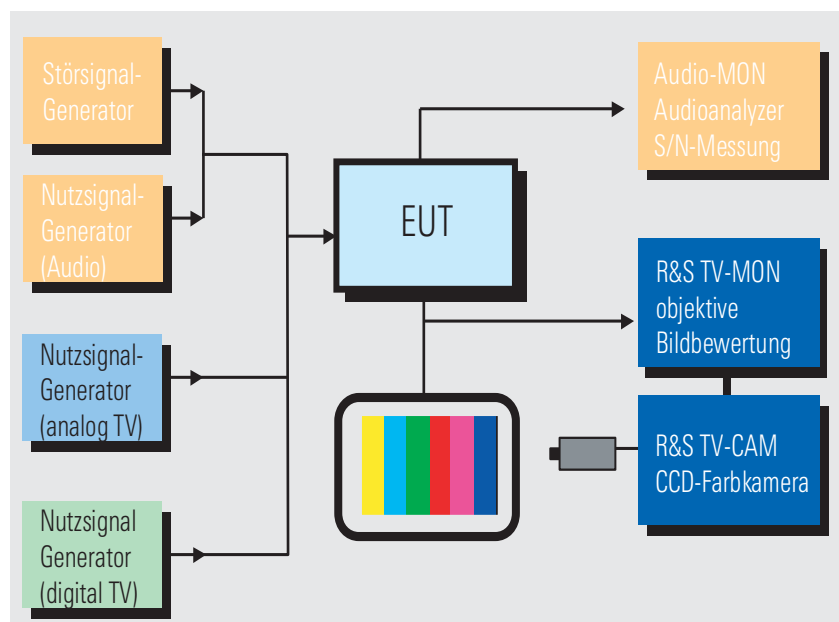 Störsignal-
Generator
Nutzsignal-
Generator
(Audio)
Nutzsignal-
Generator
(analog TV)
Nutzsignal
Generator
(digital TV)
EUT
Audio-MON
Audioanalyzer
S/N-Messung
R&S TV-MON
objektive
Bildbewertung
R&S TV-CAM
CCD-Farbkamera